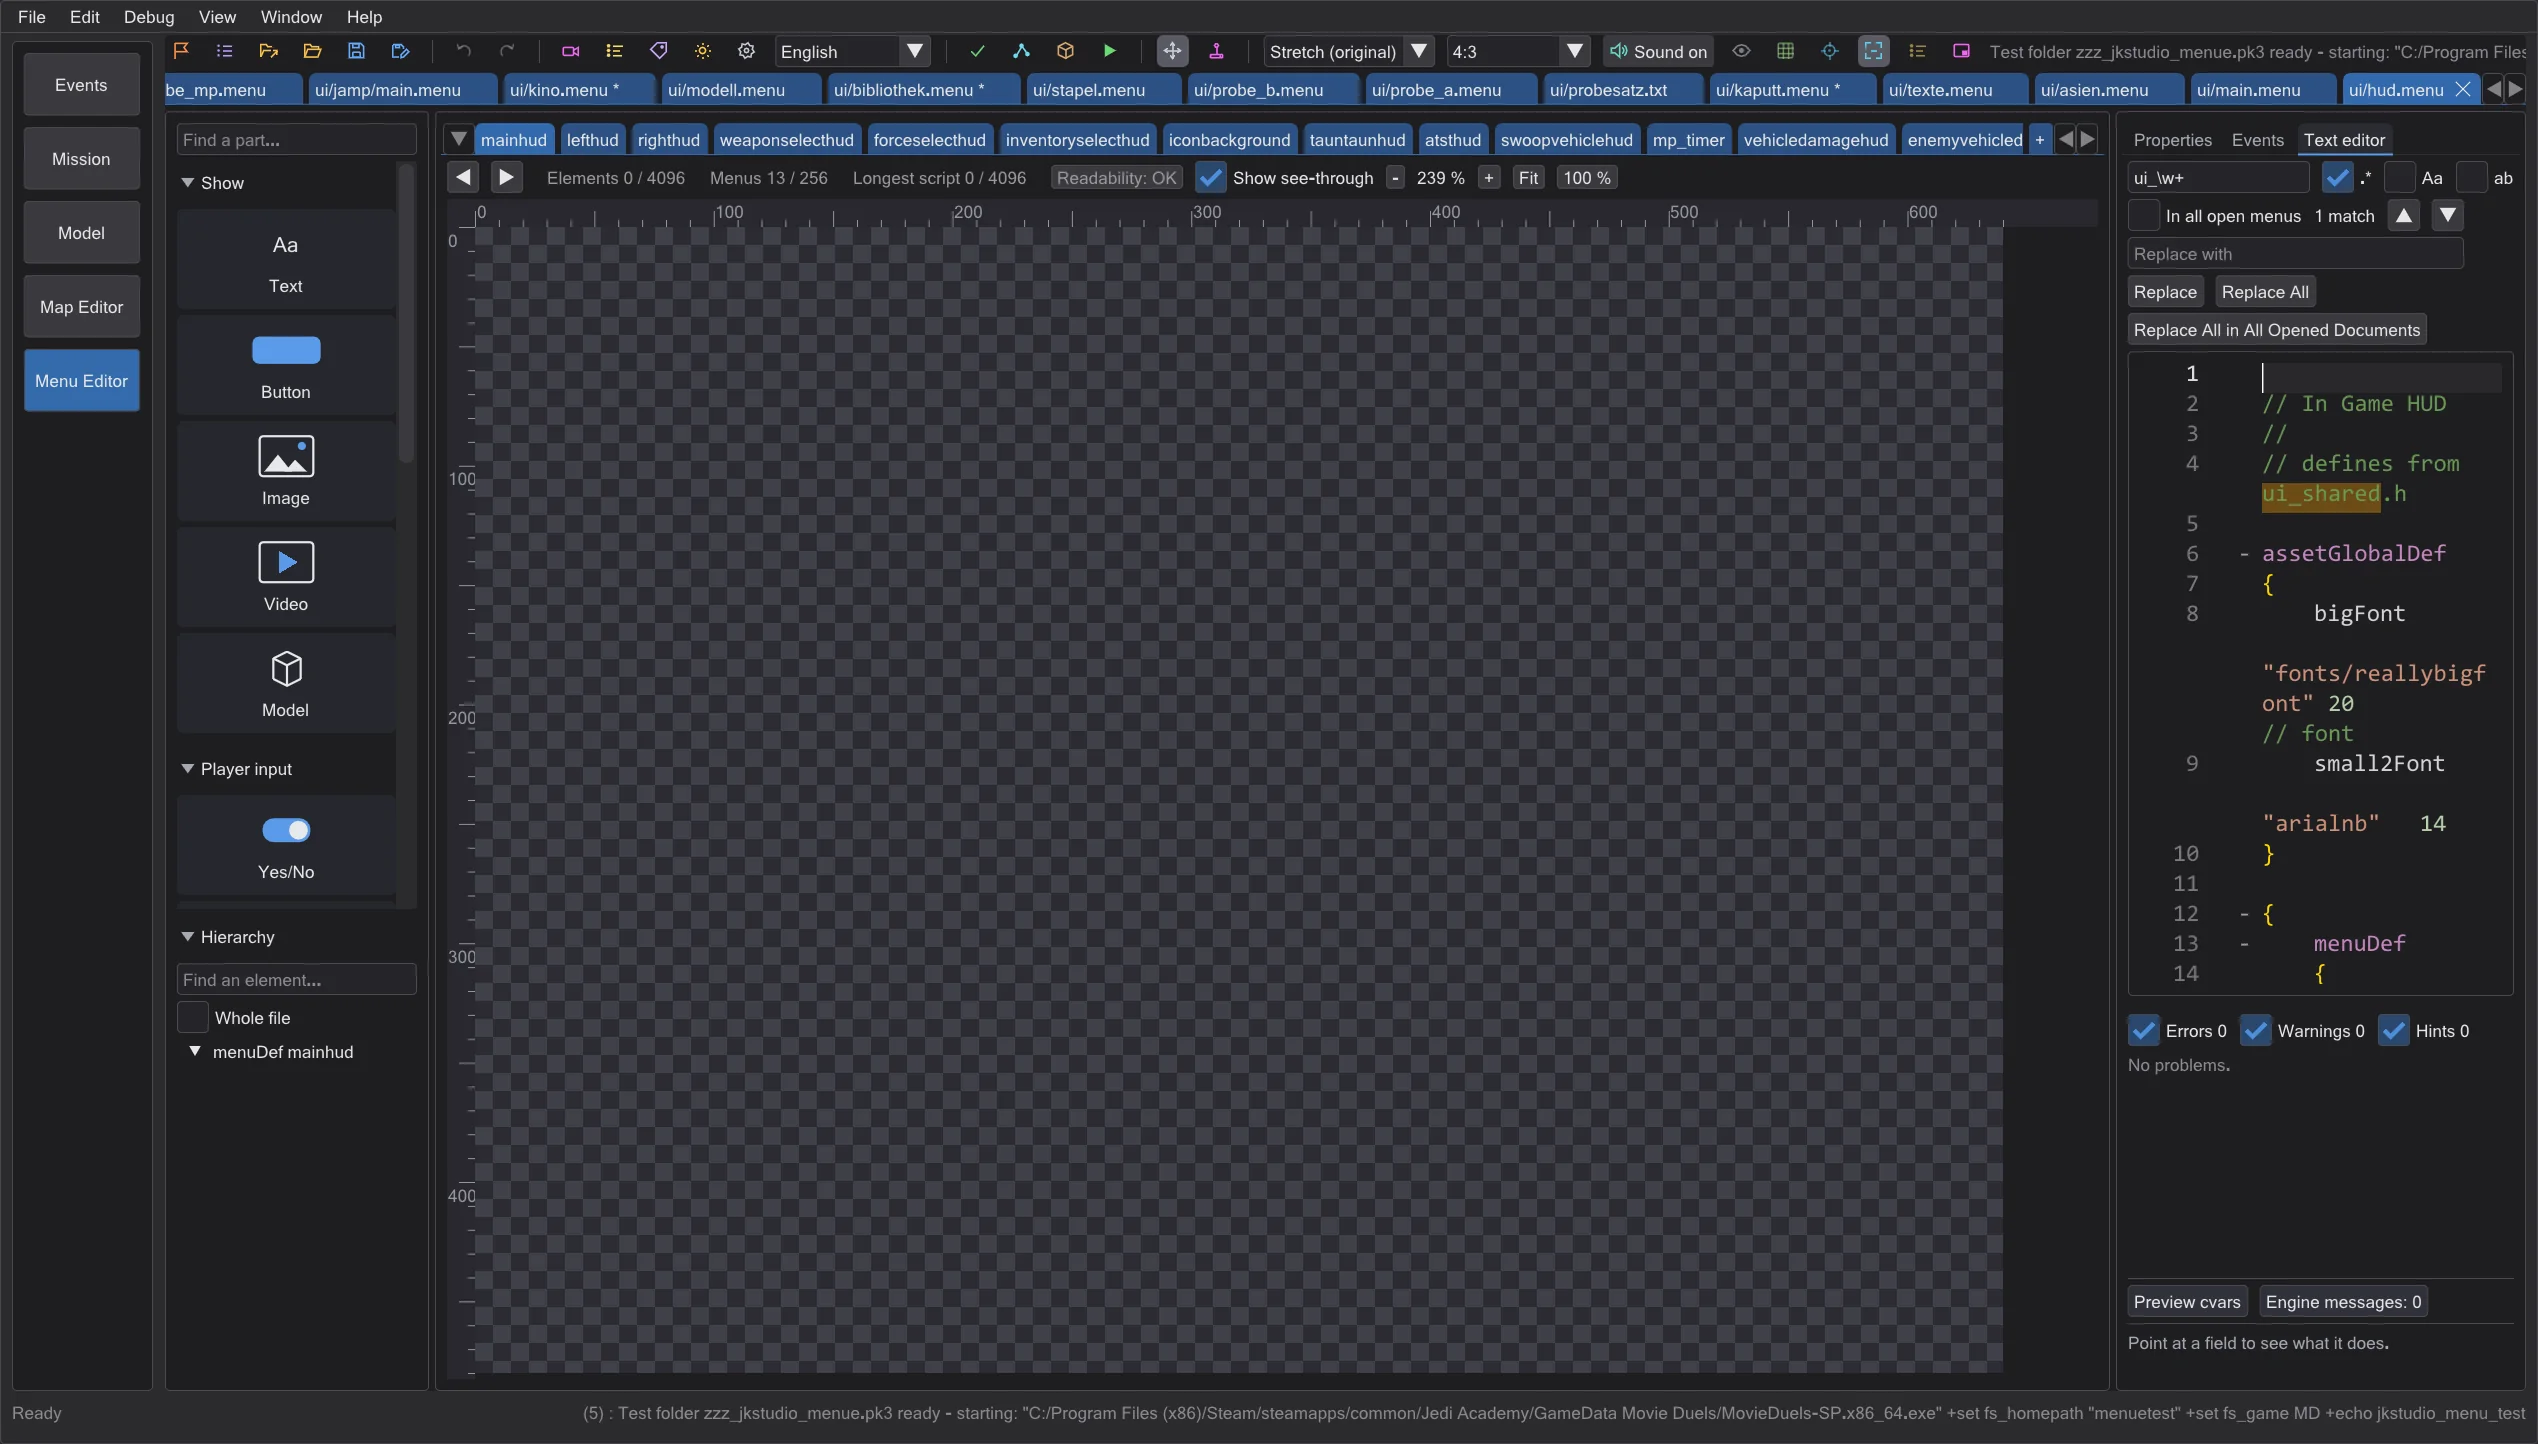 File Edit Debug View Window Help
English
Stretch (original)
4:3
Sound on
Test folder zzz_jkstudio_menue.pk3 ready - starting: "C:/Program Files
Events
Mission
Model
Map Editor
Menu Editor
be_mp.menu ui/jamp/main.menu ui/kino.menu * ui/modell.menu ui/bibliothek.menu * ui/stapel.menu ui/probe_b.menu ui/probe_a.menu ui/probesatz.txt ui/kaputt.menu * ui/texte.menu ui/asien.menu ui/main.menu ui/hud.menu
Find a part...
Show
Aa
Text
Button
Image
Video
Model
Player input
Yes/No
Hierarchy
Find an element...
Whole file
menuDef mainhud
mainhud lefthud righthud weaponselecthud forceselecthud inventoryselecthud iconbackground tauntaunhud atsthud swoopvehiclehud mp_timer vehicledamagehud enemyvehicled +
Elements 0 / 4096 Menus 13 / 256 Longest script 0 / 4096 Readability: OK Show see-through - 239 % + Fit 100 %
0 100 200 300 400 500 600
0
100
200
300
400
Properties Events Text editor
ui_\w+ .* Aa ab
In all open menus 1 match
Replace with
Replace Replace All
Replace All in All Opened Documents
1
2 // In Game HUD
3 //
4 // defines from
ui_shared.h
5
6 - assetGlobalDef
7 {
8 bigFont
"fonts/reallybigf
ont" 20
// font
9 small2Font
"arialnb" 14
10 }
11
12 - {
13 - menuDef
14 {
Errors 0 Warnings 0 Hints 0
No problems.
Preview cvars Engine messages: 0
Point at a field to see what it does.
Ready
(5) : Test folder zzz_jkstudio_menue.pk3 ready - starting: "C:/Program Files (x86)/Steam/steamapps/common/Jedi Academy/GameData Movie Duels/MovieDuels-SP.x86_64.exe" +set fs_homepath "menuetest" +set fs_game MD +echo jkstudio_menu_test